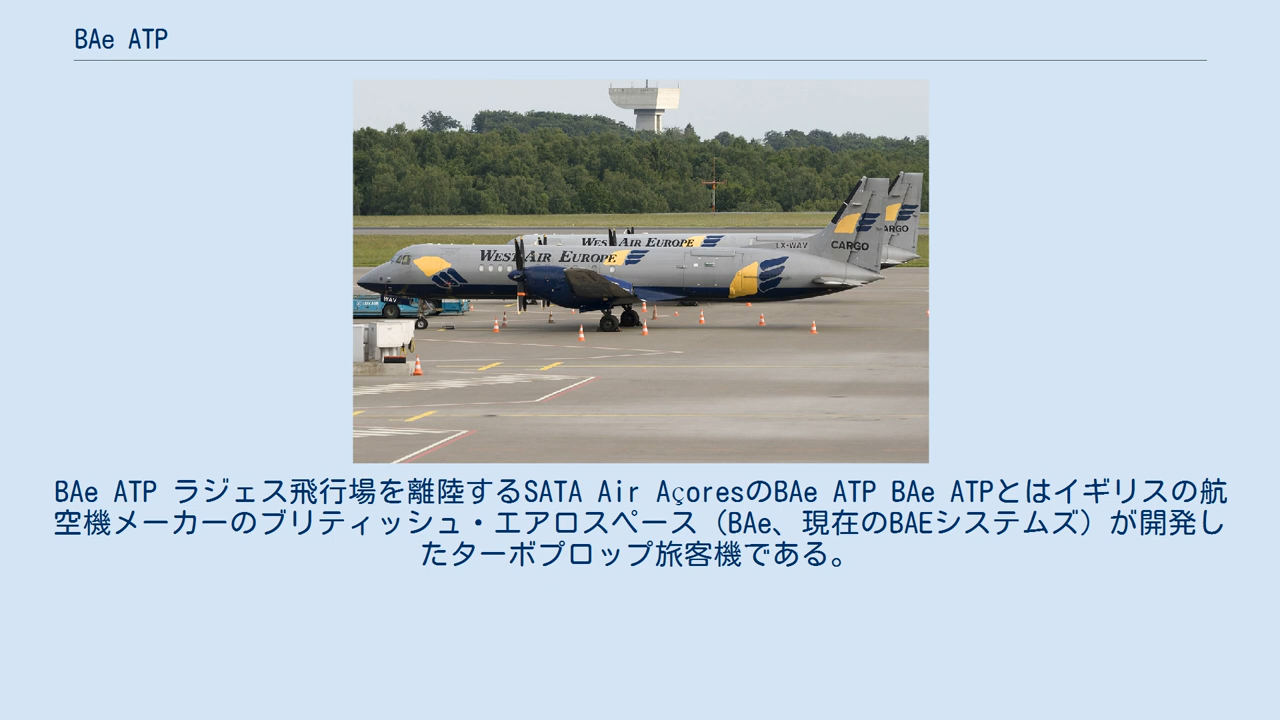 BAe ATP
WEST AIR EUROPE
WEST AIR EUROPE
LX-WAV
CARGO
CARGO
WAV
BAe ATP ラジェス飛行場を離陸するSATA Air AçoresのBAe ATP BAe ATPとはイギリスの航
空機メーカーのブリティッシュ・エアロスペース（BAe、現在のBAEシステムズ）が開発し
たターボプロップ旅客機である。